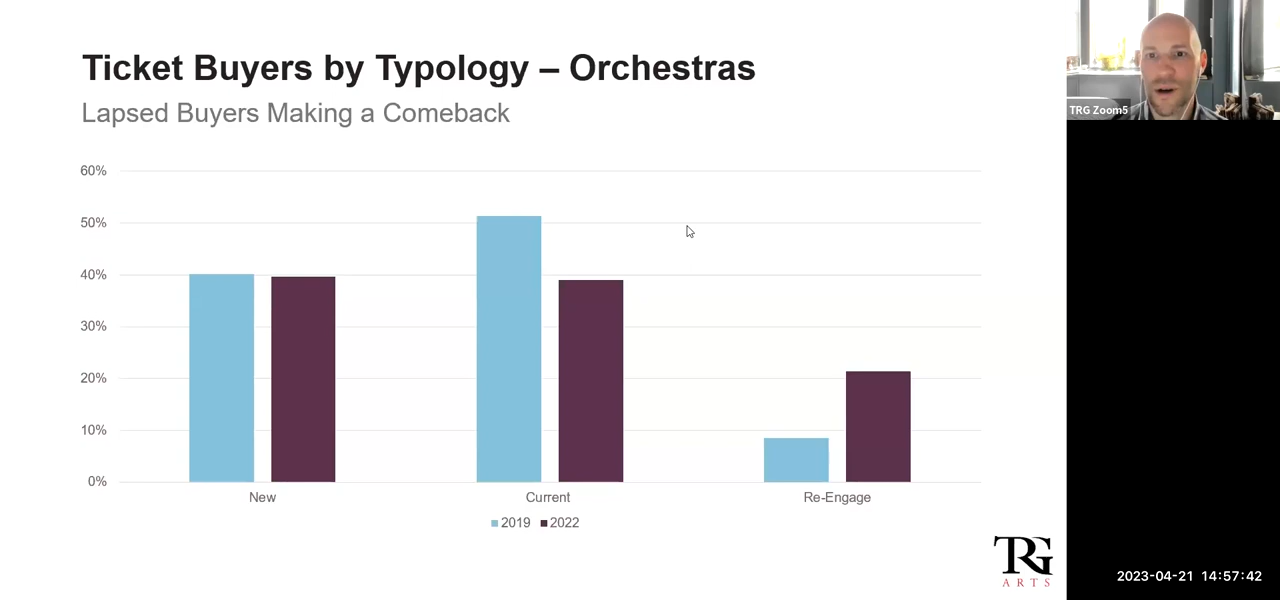 Ticket Buyers by Typology – Orchestras
Lapsed Buyers Making a Comeback
60%
50%
40%
30%
20%
10%
0%
New Current Re-Engage
2019 2022
TRG
ARTS
TRG Zoom5
2023-04-21 14:57:42